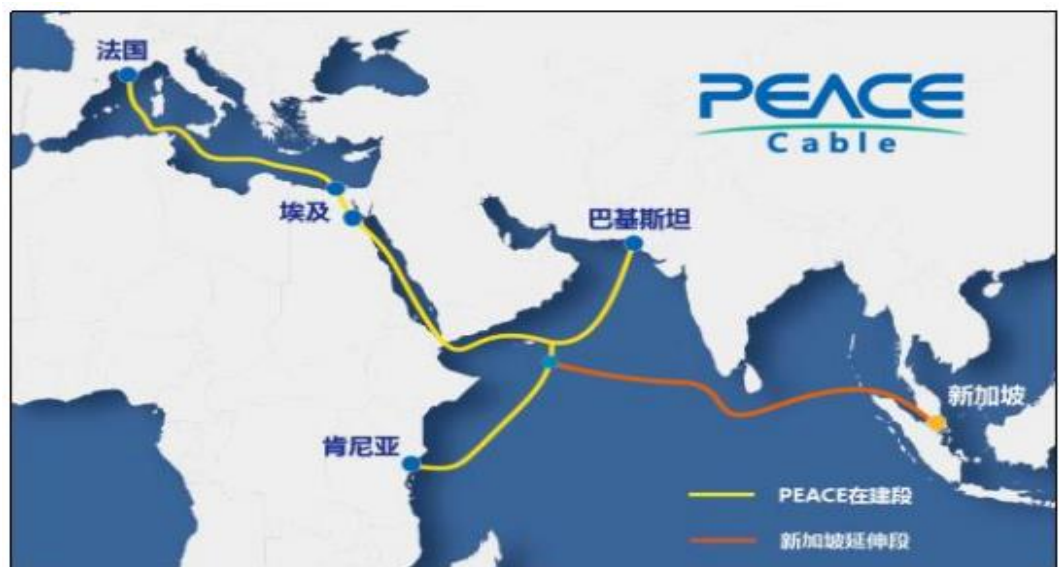 法国
PEACE
Cable
埃及
巴基斯坦
新加坡
肯尼亚
PEACE在建段
新加坡延伸段